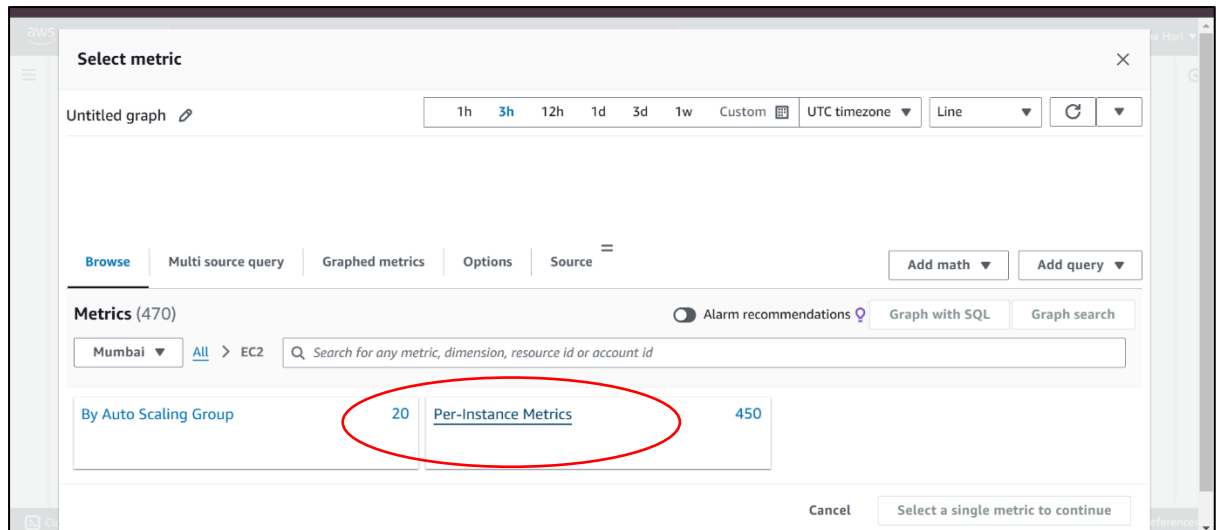 aws
a Hari
Select metric
Untitled graph
1h 3h 12h 1d 3d 1w Custom UTC timezone Line
Browse Multi source query Graphed metrics Options Source Add math Add query
Metrics (470) Alarm recommendations Graph with SQL Graph search
Mumbai All > EC2 Search for any metric, dimension, resource id or account id
By Auto Scaling Group 20 Per-Instance Metrics 450
Cancel Select a single metric to continue